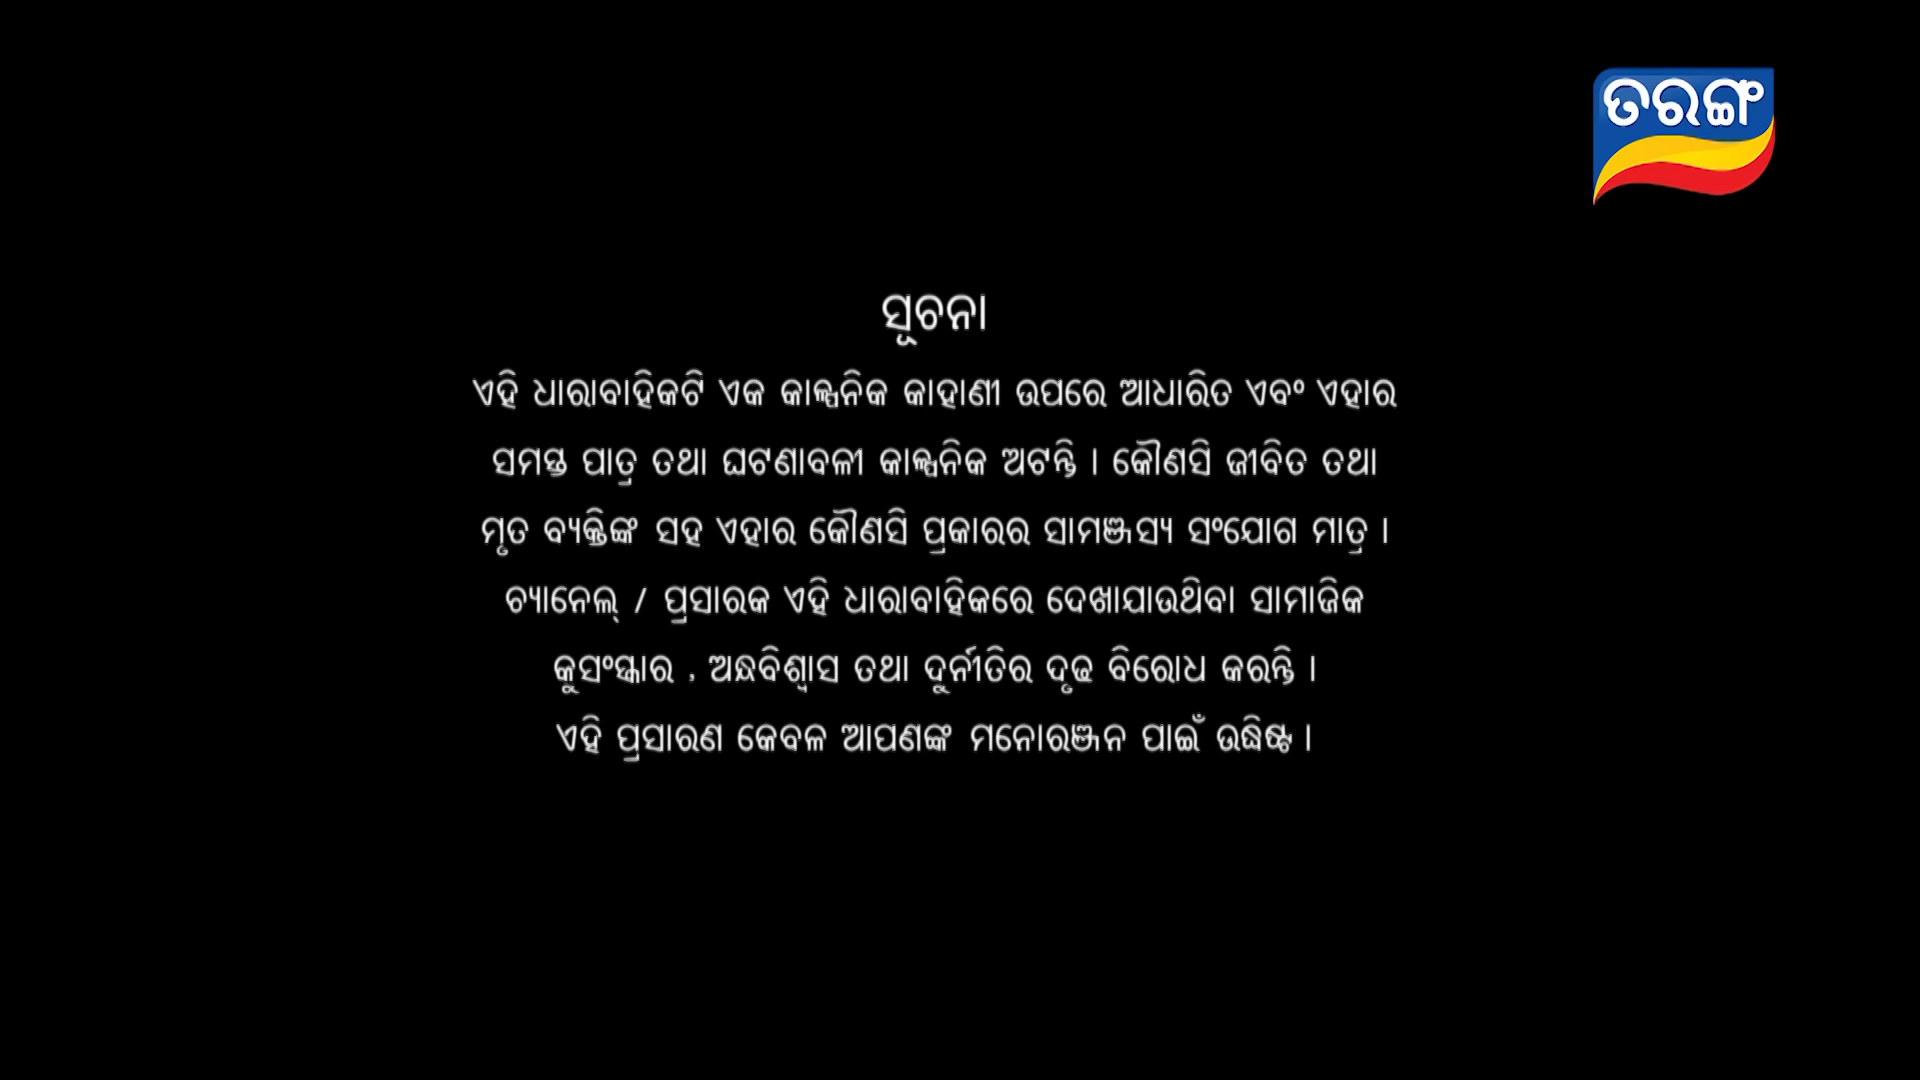 ତରଙ୍ଗ
ସୂଚନା
ଏହି ଧାରାବାହିକଟି ଏକ କାଳ୍ପନିକ କାହାଣୀ ଉପରେ ଆଧାରିତ ଏବଂ ଏହାର
ସମସ୍ତ ପାତ୍ର ତଥା ଘଟଣାବଳୀ କାଳ୍ପନିକ ଅଟନ୍ତି । କୌଣସି ଜୀବିତ ତଥା
ମୃତ ବ୍ୟକ୍ତିଙ୍କ ସହ ଏହାର କୌଣସି ପ୍ରକାରର ସାମଞ୍ଜସ୍ୟ ସଂଯୋଗ ମାତ୍ର ।
ଚ୍ୟାନେଲ୍ / ପ୍ରସାରକ ଏହି ଧାରାବାହିକରେ ଦେଖାଯାଉଥିବା ସାମାଜିକ
କୁସଂସ୍କାର , ଅନ୍ଧବିଶ୍ୱାସ ତଥା ଦୁର୍ନୀତିର ଦୃଢ ବିରୋଧ କରନ୍ତି ।
ଏହି ପ୍ରସାରଣ କେବଳ ଆପଣଙ୍କ ମନୋରଞ୍ଜନ ପାଇଁ ଉଦ୍ଧିଷ୍ଟ ।